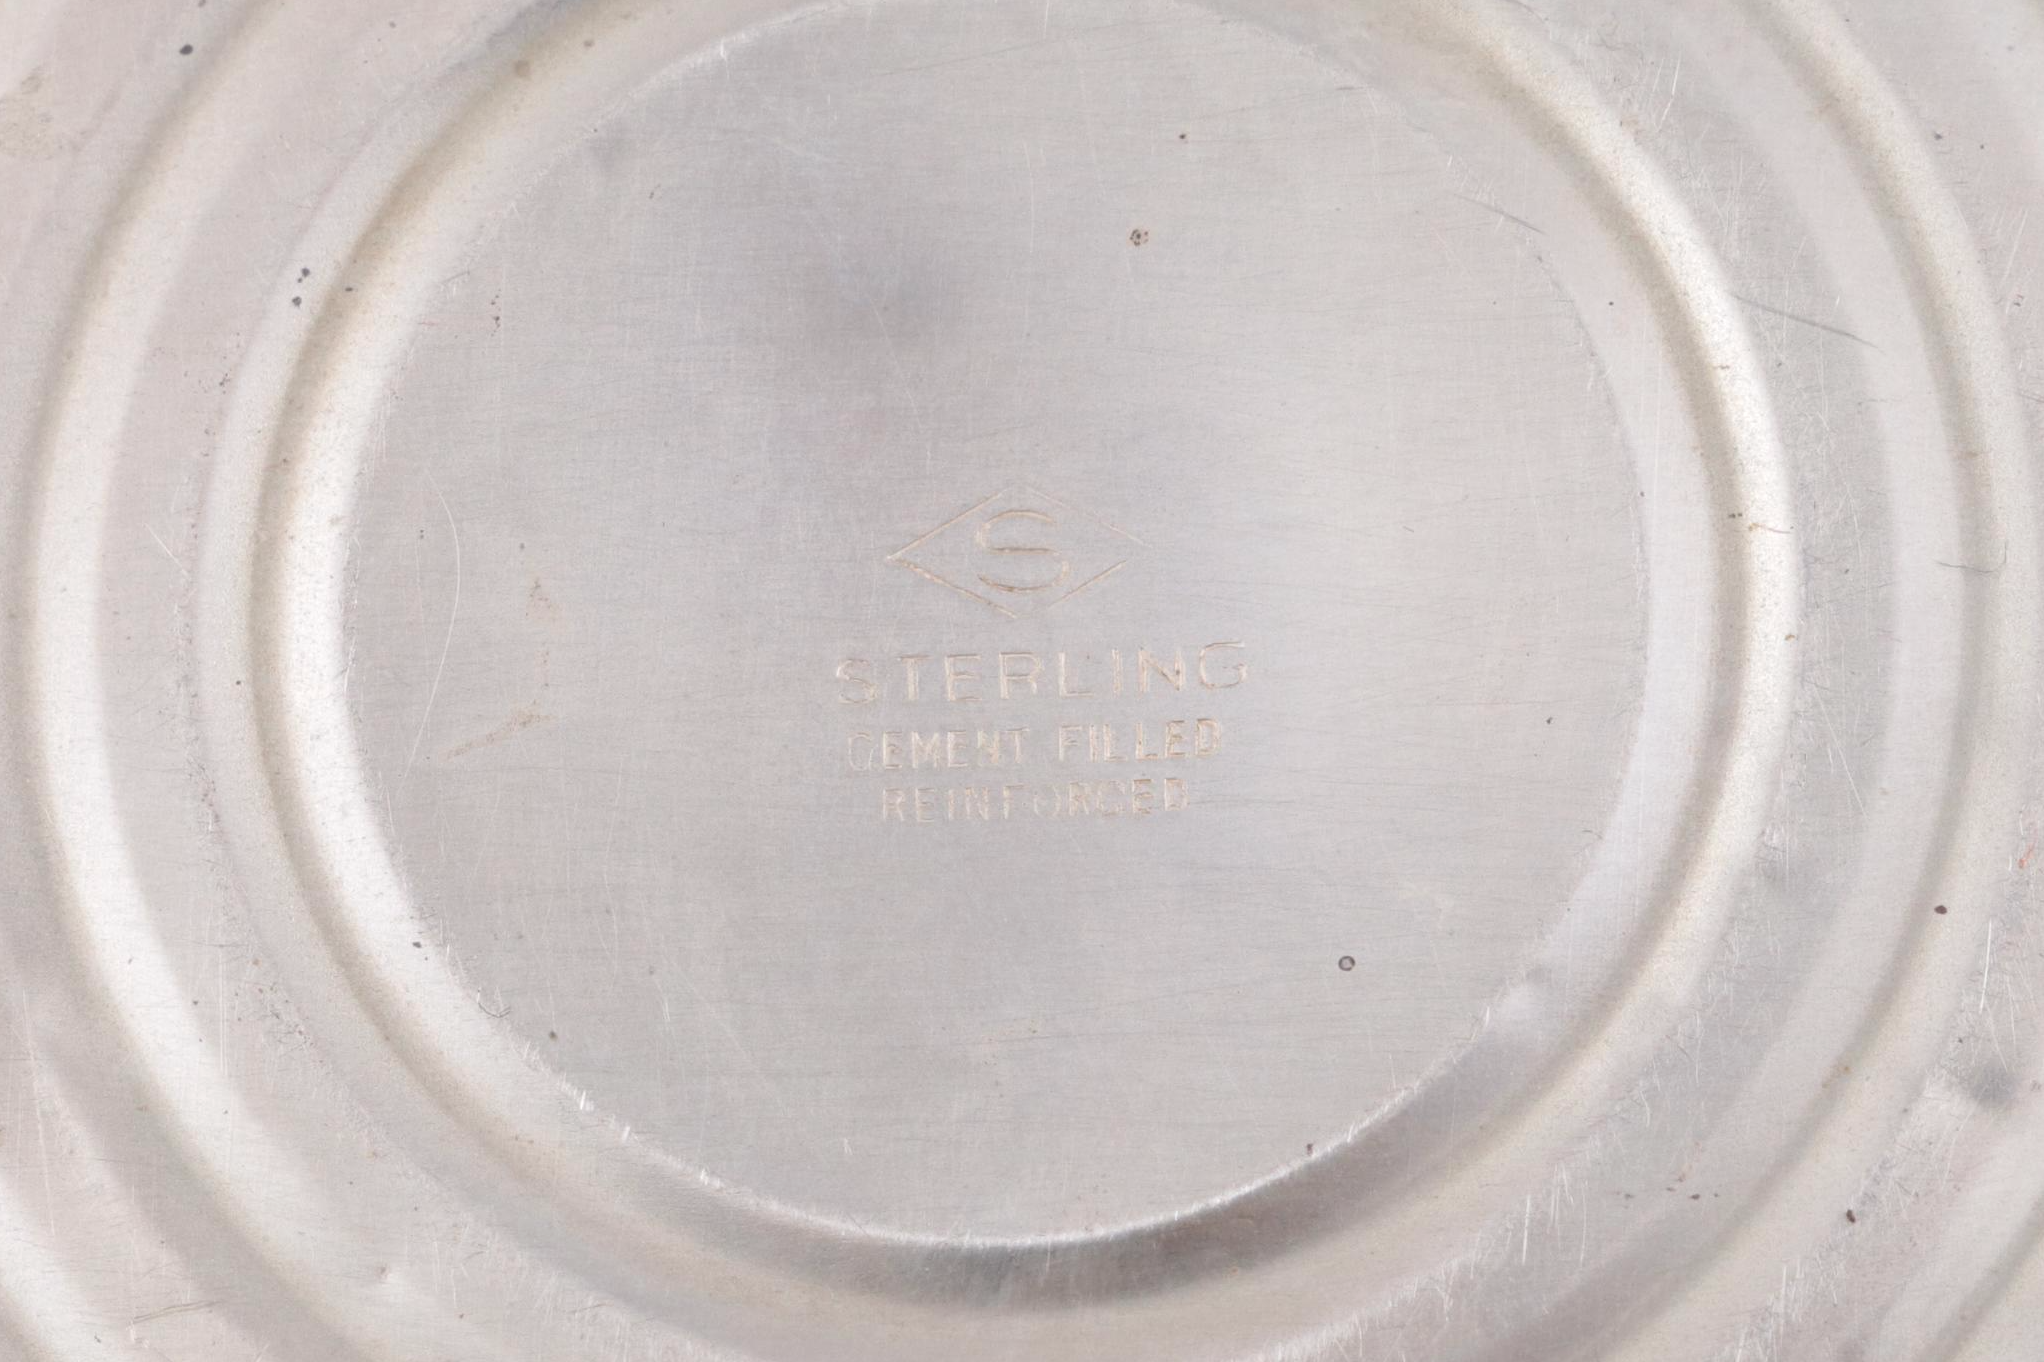 S
STERLING
CEMENT FILLED
REINFORCED